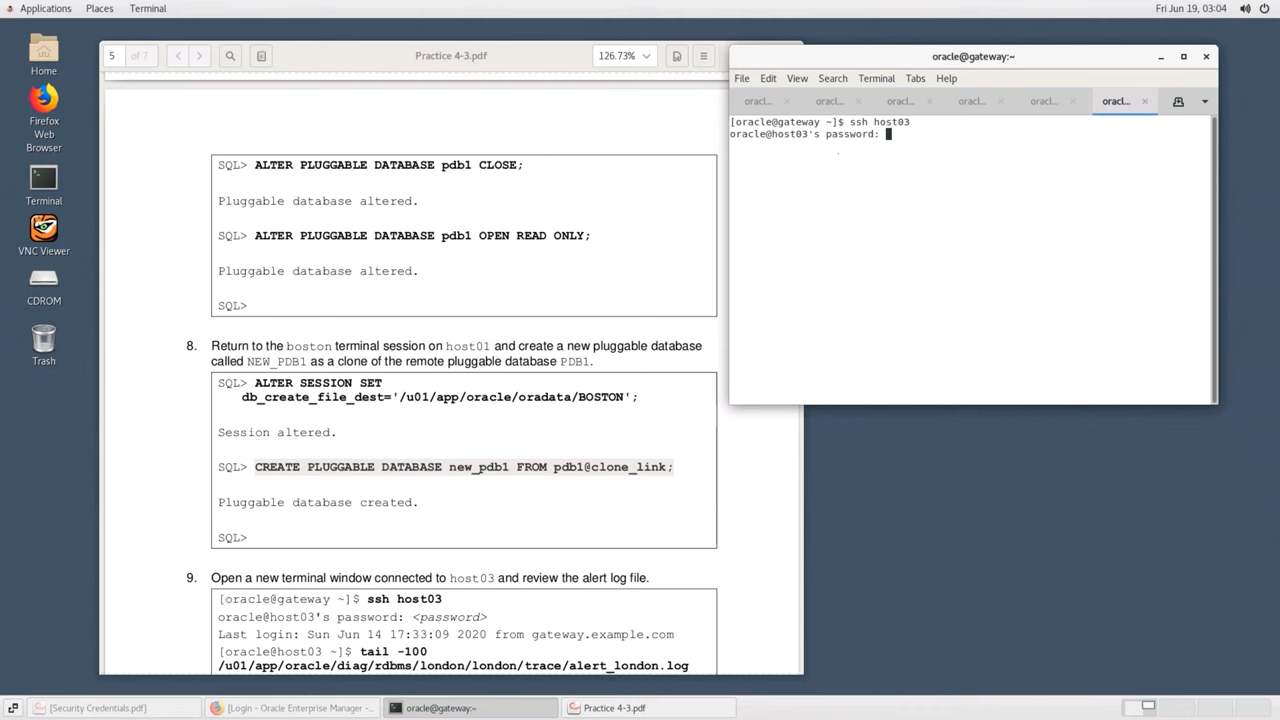 Applications Places Terminal
Fri Jun 19, 03:04
Home
Firefox
Web
Browser
Terminal
VNC Viewer
CDROM
Trash
5 of 7
Practice 4-3.pdf
126.73%
SQL> ALTER PLUGGABLE DATABASE pdb1 CLOSE;
Pluggable database altered.
SQL> ALTER PLUGGABLE DATABASE pdb1 OPEN READ ONLY;
Pluggable database altered.
SQL>
8. Return to the boston terminal session on host01 and create a new pluggable database
called NEW_PDB1 as a clone of the remote pluggable database PDB1.
SQL> ALTER SESSION SET
db_create_file_dest='/u01/app/oracle/oradata/BOSTON';
Session altered.
SQL> CREATE PLUGGABLE DATABASE new_pdb1 FROM pdb1@clone_link;
Pluggable database created.
SQL>
9. Open a new terminal window connected to host03 and review the alert log file.
[oracle@gateway ~]$ ssh host03
oracle@host03's password: <password>
Last login: Sun Jun 14 17:33:09 2020 from gateway.example.com
[oracle@host03 ~]$ tail -100
/u01/app/oracle/diag/rdbms/london/london/trace/alert_london.log
oracle@gateway:~
File Edit View Search Terminal Tabs Help
oracl... oracl... oracl... oracl... oracl... oracl...
[oracle@gateway ~]$ ssh host03
oracle@host03's password:
[Security Credentials.pdf]
[Login - Oracle Enterprise Manager -...
oracle@gateway:~
Practice 4-3.pdf